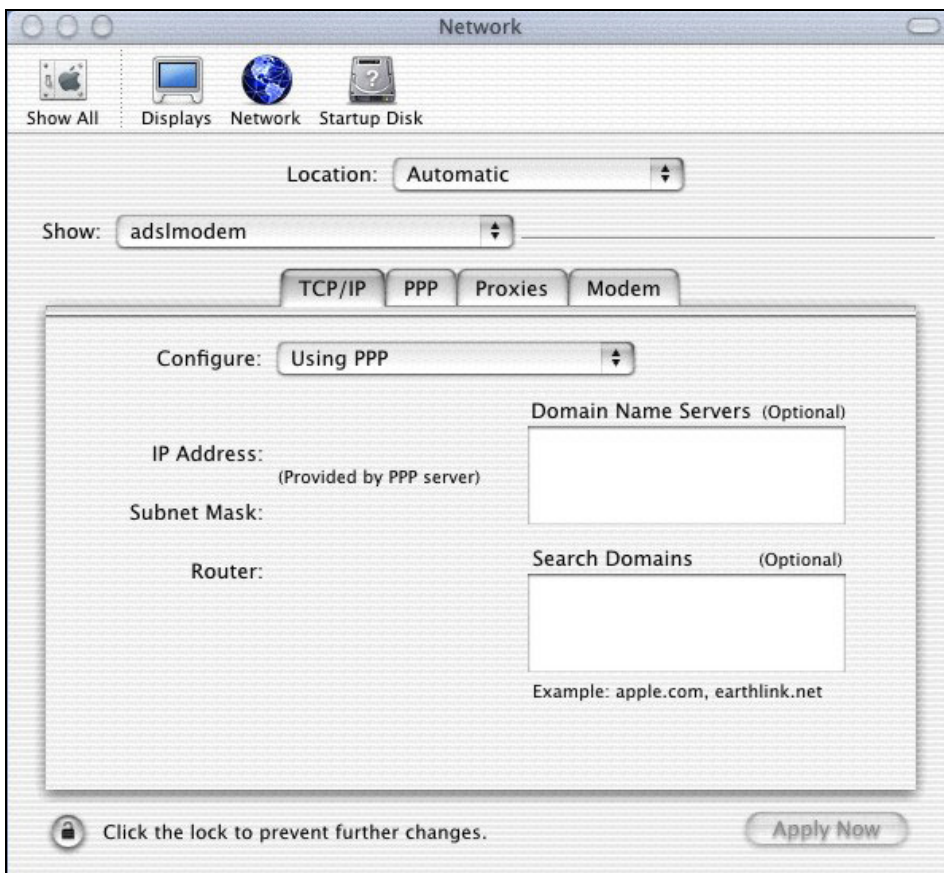 Network
Show All
Displays
Network
Startup Disk
Location: Automatic
Show: adslmodem
TCP/IP
PPP
Proxies
Modem
Configure: Using PPP
Domain Name Servers (Optional)
IP Address:
(Provided by PPP server)
Subnet Mask:
Search Domains (Optional)
Router:
Example: apple.com, earthlink.net
Click the lock to prevent further changes.
Apply Now